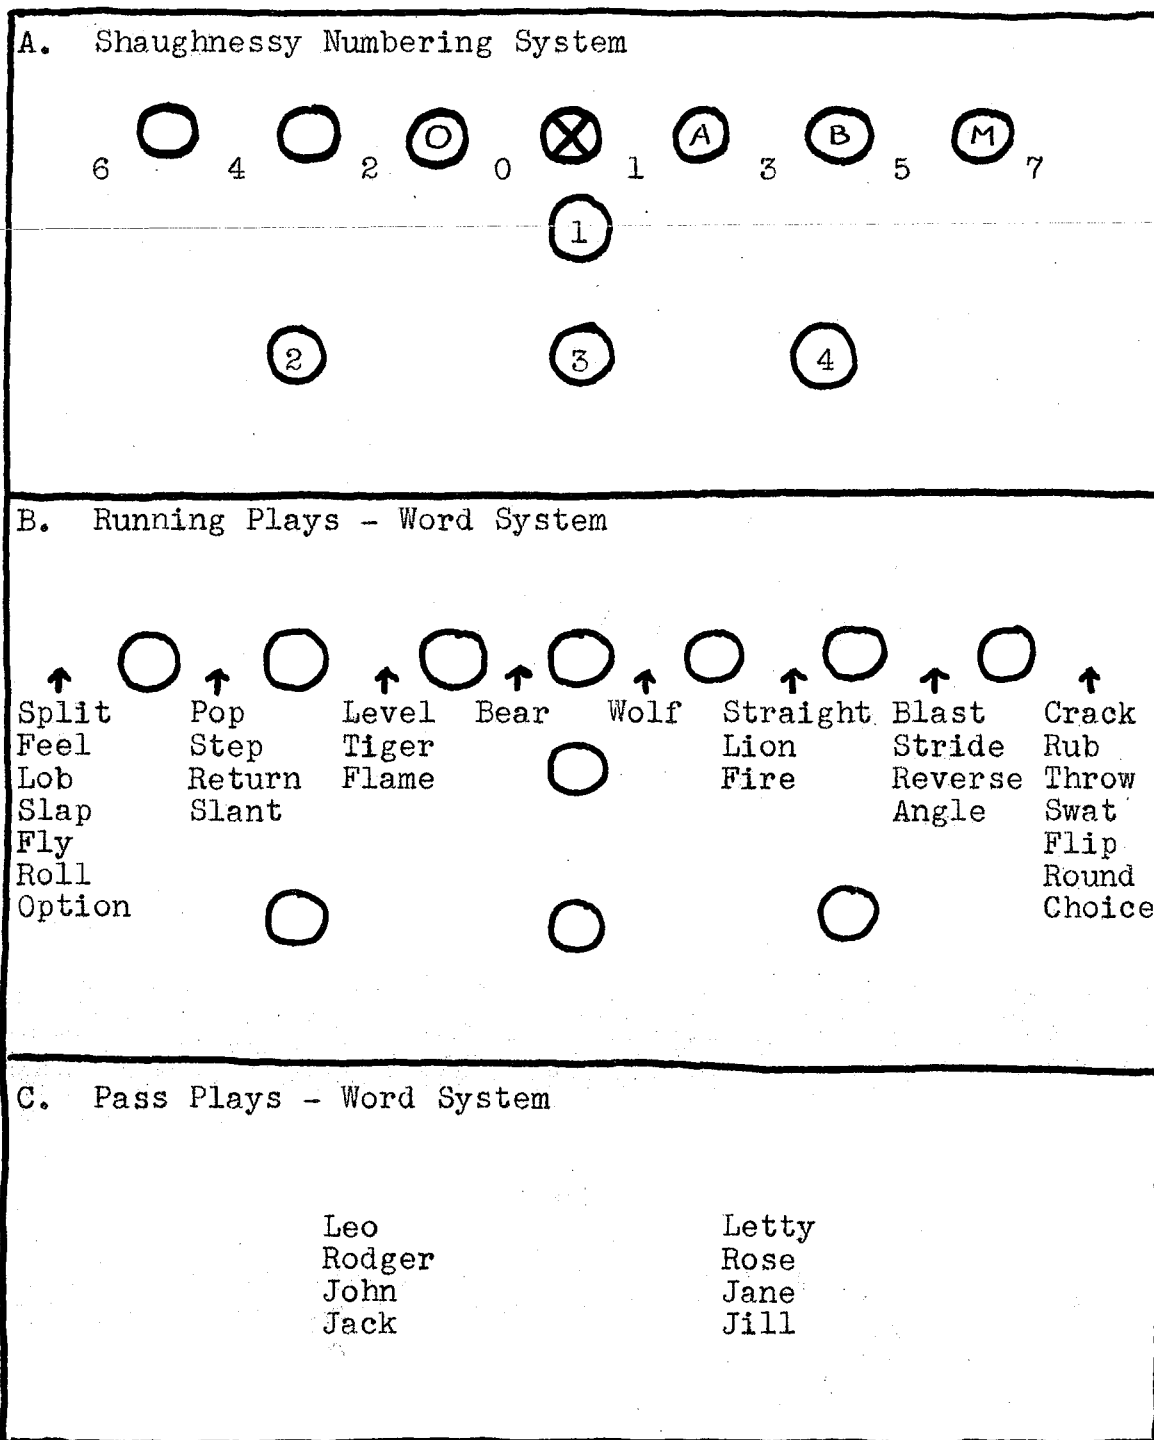 A. Shaughnessy Numbering System
O X A B M
6 4 2 0 1 3 5 7
1
2 3 4
B. Running Plays - Word System
Split Pop Level Bear Wolf Straight Blast Crack
Feel Step Tiger Lion Stride Rub
Lob Return Flame Fire Reverse Throw
Slap Slant Angle Swat
Fly Flip
Roll Round
Option Choice
C. Pass Plays - Word System
Leo Letty
Rodger Rose
John Jane
Jack Jill